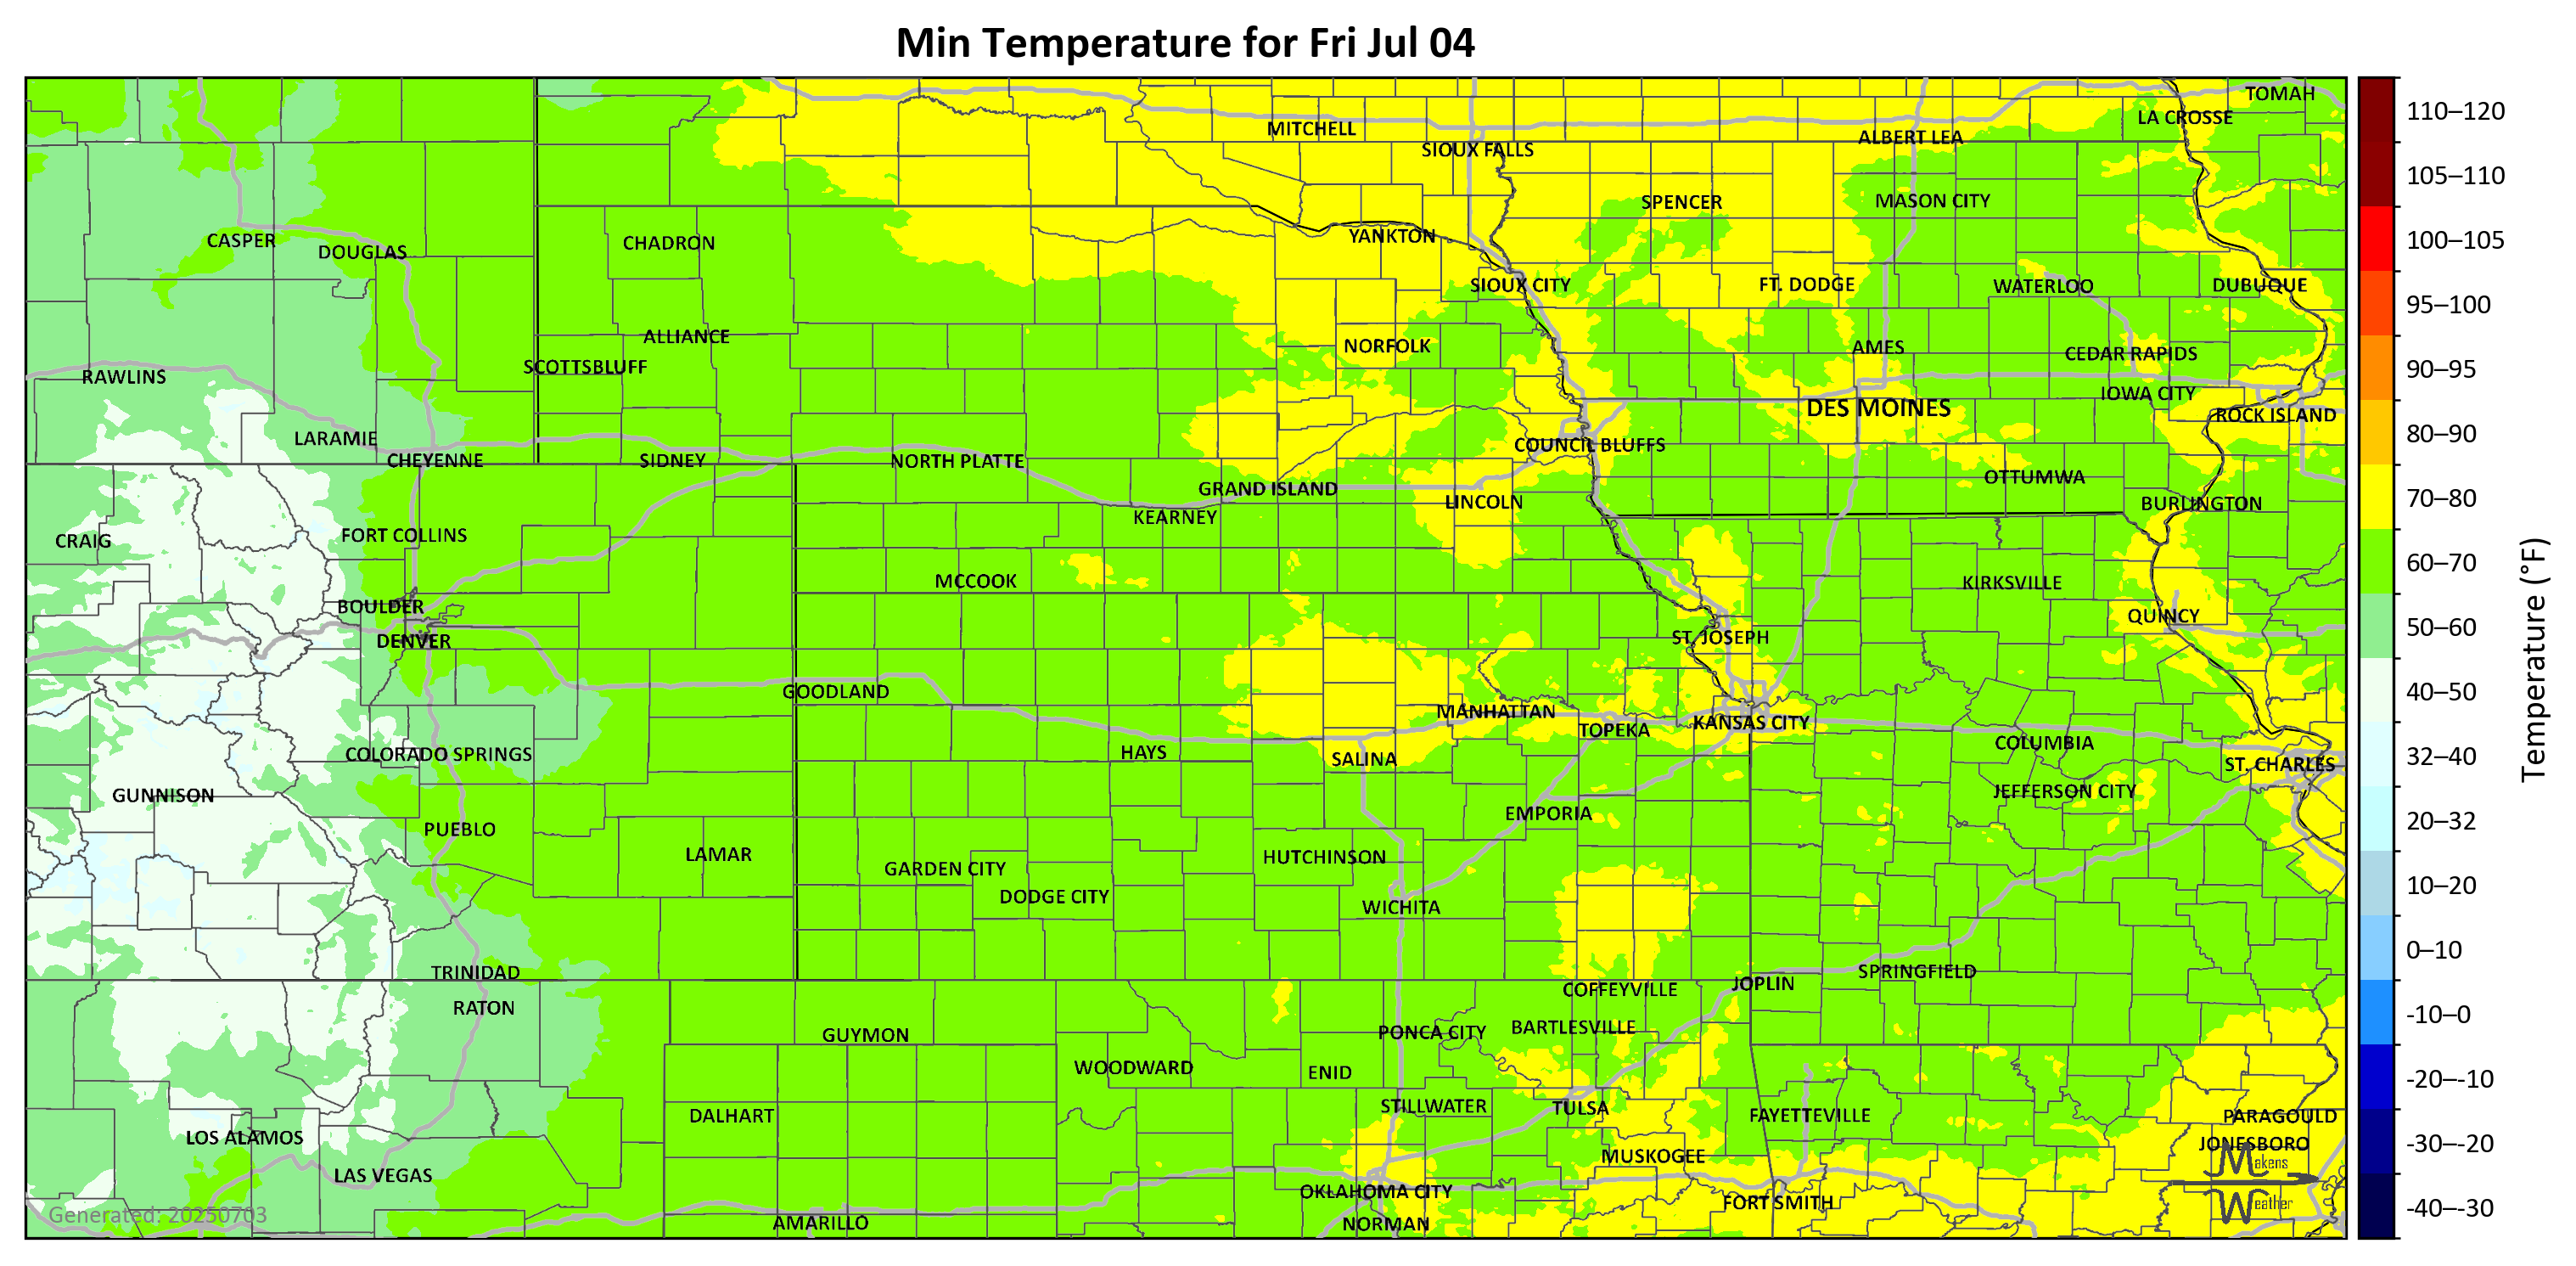 Min Temperature for Fri Jul 04
TOMAH
LA CROSSE
MITCHELL
ALBERT LEA
SIOUX FALLS
SPENCER
MASON CITY
CASPER
DOUGLAS
CHADRON
YANKTON
SIOUX CITY
FT. DODGE
WATERLOO
DUBUQUE
ALLIANCE
NORFOLK
AMES
CEDAR RAPIDS
SCOTTSBLUFF
RAWLINS
IOWA CITY
DES MOINES
ROCK ISLAND
LARAMIE
COUNCIL BLUFFS
CHEYENNE
SIDNEY
NORTH PLATTE
OTTUMWA
GRAND ISLAND
LINCOLN
BURLINGTON
KEARNEY
FORT COLLINS
CRAIG
MCCOOK
KIRKSVILLE
BOULDER
QUINCY
DENVER
ST. JOSEPH
GOODLAND
MANHATTAN
KANSAS CITY
TOPEKA
COLUMBIA
HAYS
COLORADO SPRINGS
SALINA
ST. CHARLES
GUNNISON
JEFFERSON CITY
EMPORIA
PUEBLO
LAMAR
HUTCHINSON
GARDEN CITY
DODGE CITY
WICHITA
TRINIDAD
SPRINGFIELD
JOPLIN
COFFEYVILLE
RATON
BARTLESVILLE
PONCA CITY
GUYMON
WOODWARD
ENID
STILLWATER
TULSA
DALHART
FAYETTEVILLE
PARAGOULD
LOS ALAMOS
JONESBORO
MUSKOGEE
LAS VEGAS
OKLAHOMA CITY
FORT SMITH
AMARILLO
NORMAN
Makens
Weather
Generated: 20250703
110–120
105–110
100–105
95–100
90–95
80–90
70–80
60–70
50–60
40–50
32–40
20–32
10–20
0–10
-10–0
-20–-10
-30–-20
-40–-30
Temperature (°F)